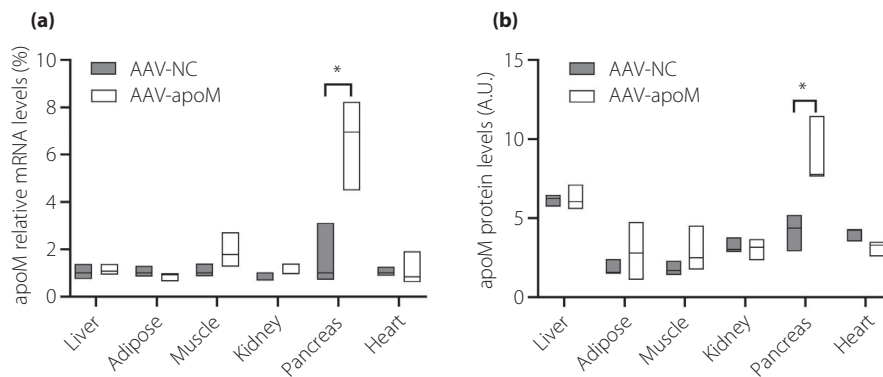 (a)
apoM relative mRNA levels (%)
10
8
6
4
2
0
AAV-NC
AAV-apoM
*
Liver
Adipose
Muscle
Kidney
Pancreas
Heart
(b)
apoM protein levels (A.U.)
15
10
5
0
AAV-NC
AAV-apoM
*
Liver
Adipose
Muscle
Kidney
Pancreas
Heart